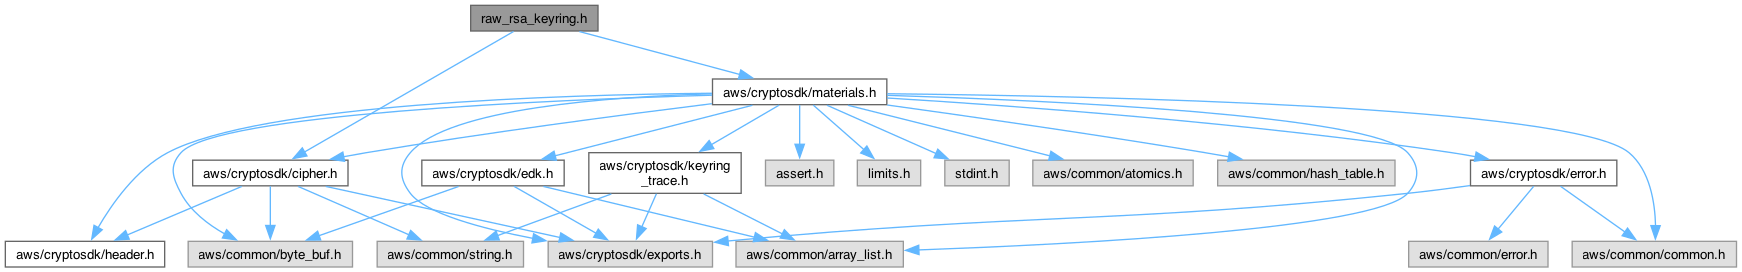 raw_rsa_keyring.h
aws/cryptosdk/materials.h
aws/cryptosdk/cipher.h
aws/cryptosdk/edk.h
aws/cryptosdk/keyring
_trace.h
assert.h
limits.h
stdint.h
aws/common/atomics.h
aws/common/hash_table.h
aws/cryptosdk/error.h
aws/cryptosdk/header.h
aws/common/byte_buf.h
aws/common/string.h
aws/cryptosdk/exports.h
aws/common/array_list.h
aws/common/error.h
aws/common/common.h